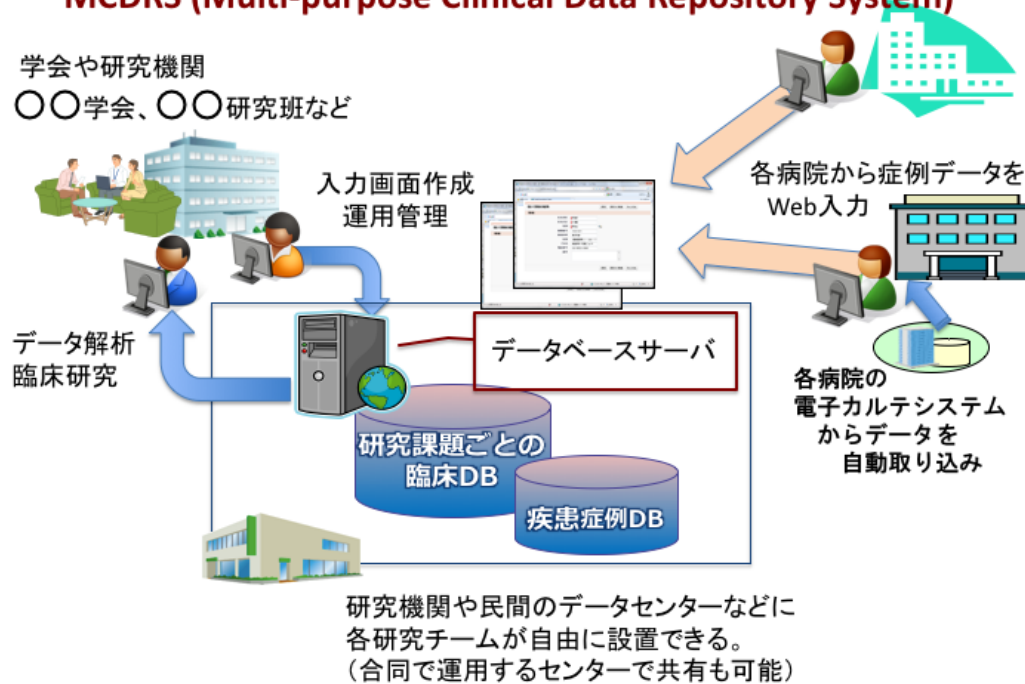 MCDRS (Multi-purpose Clinical Data Repository System)
学会や研究機関
〇〇学会、〇〇研究班など
入力画面作成
運用管理
各病院から症例データを
Web入力
データ解析
臨床研究
データベースサーバ
各病院の
電子カルテシステム
からデータを
自動取り込み
研究課題ごとの
臨床DB
疾患症例DB
研究機関や民間のデータセンターなどに
各研究チームが自由に設置できる。
（合同で運用するセンターで共有も可能）